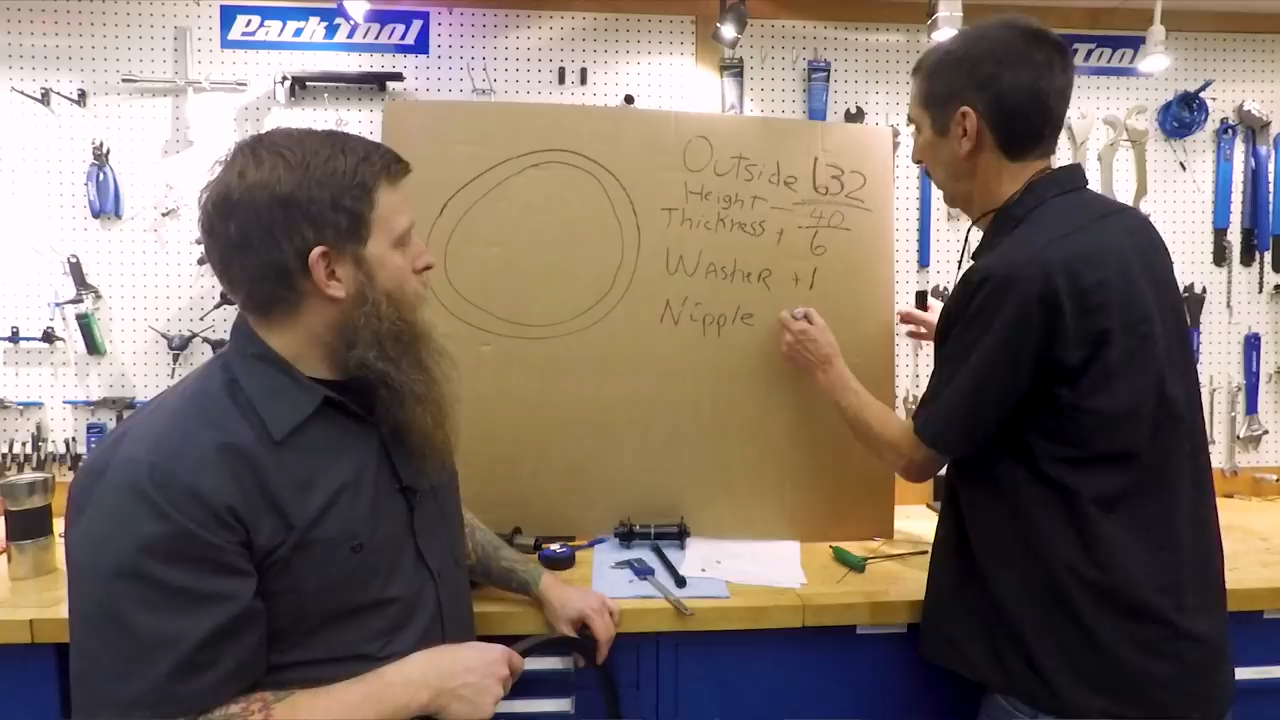 Park Tool
Tool
Outside 632
Height - 40
Thickness + 6
WASHER +1
Nipple